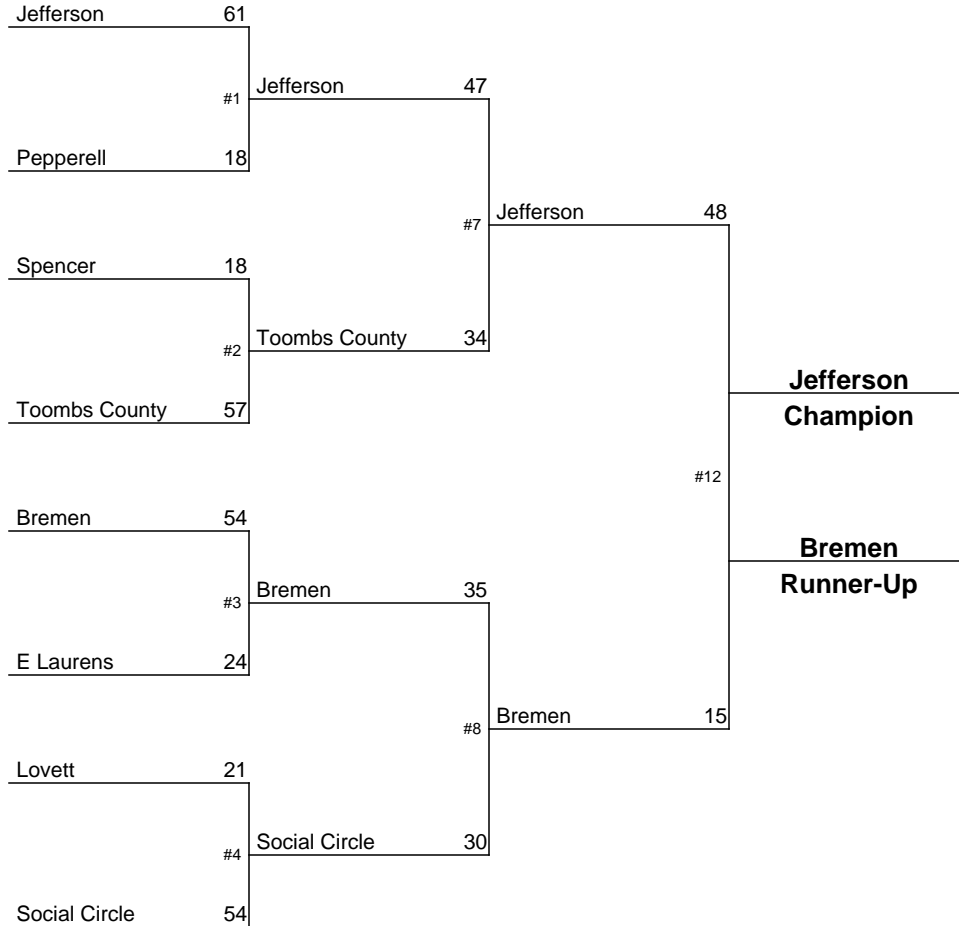 Jefferson 61
#1 Jefferson 47
Pepperell 18
#7 Jefferson 48
Spencer 18
#2 Toombs County 34
Toombs County 57
Jefferson
Champion
#12
Bremen 54
Bremen
Runner-Up
#3 Bremen 35
E Laurens 24
#8 Bremen 15
Lovett 21
#4 Social Circle 30
Social Circle 54